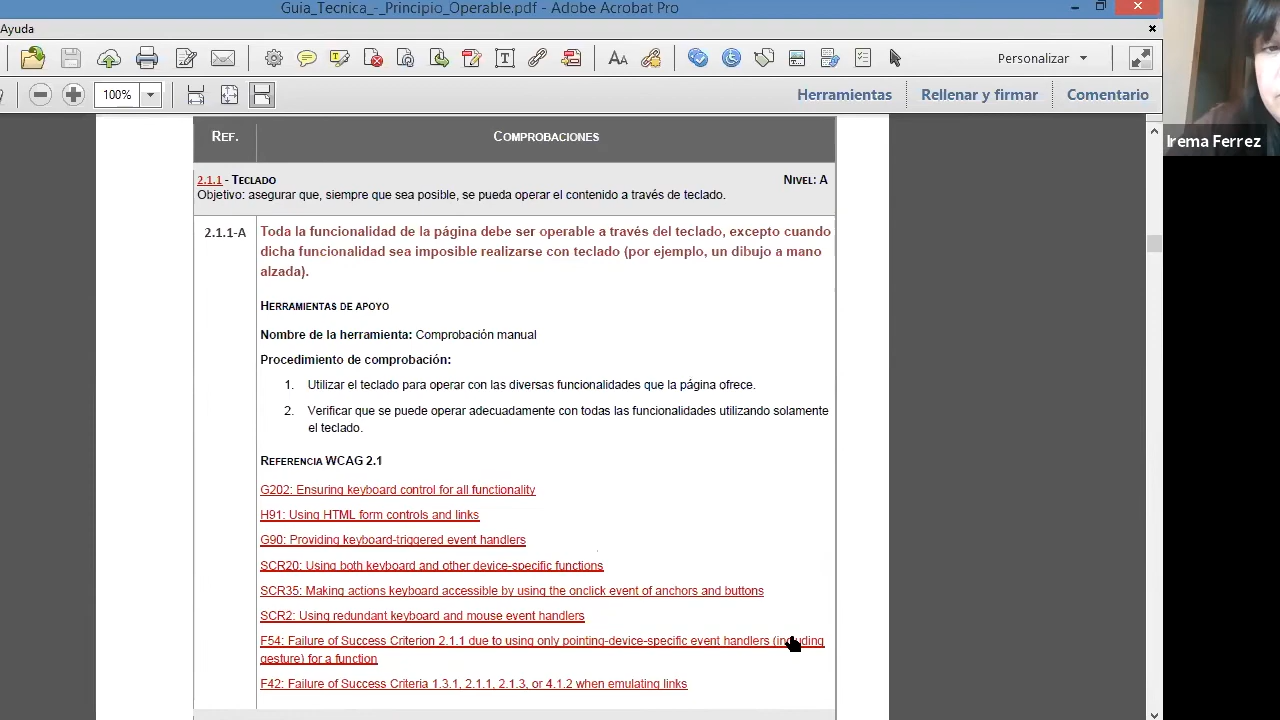 Guia_Tecnica_-_Principio_Operable.pdf - Adobe Acrobat Pro
Ayuda
Personalizar
100%
Herramientas
Rellenar y firmar
Comentario
REF.
COMPROBACIONES
2.1.1 - TECLADO
NIVEL: A
Objetivo: asegurar que, siempre que sea posible, se pueda operar el contenido a través de teclado.
2.1.1-A
Toda la funcionalidad de la página debe ser operable a través del teclado, excepto cuando
dicha funcionalidad sea imposible realizarse con teclado (por ejemplo, un dibujo a mano
alzada).
HERRAMIENTAS DE APOYO
Nombre de la herramienta: Comprobación manual
Procedimiento de comprobación:
1. Utilizar el teclado para operar con las diversas funcionalidades que la página ofrece.
2. Verificar que se puede operar adecuadamente con todas las funcionalidades utilizando solamente
el teclado.
REFERENCIA WCAG 2.1
G202: Ensuring keyboard control for all functionality
H91: Using HTML form controls and links
G90: Providing keyboard-triggered event handlers
SCR20: Using both keyboard and other device-specific functions
SCR35: Making actions keyboard accessible by using the onclick event of anchors and buttons
SCR2: Using redundant keyboard and mouse event handlers
F54: Failure of Success Criterion 2.1.1 due to using only pointing-device-specific event handlers (including
gesture) for a function
F42: Failure of Success Criteria 1.3.1, 2.1.1, 2.1.3, or 4.1.2 when emulating links
Irema Ferrez